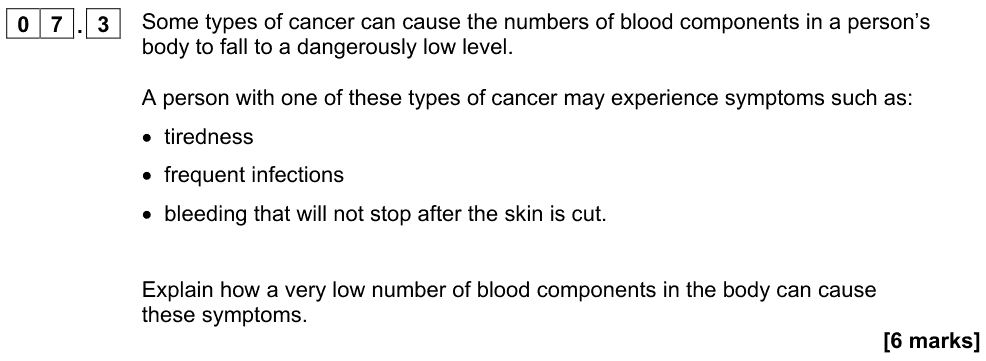 0 7 . 3 Some types of cancer can cause the numbers of blood components in a person’s
body to fall to a dangerously low level.
A person with one of these types of cancer may experience symptoms such as:
• tiredness
• frequent infections
• bleeding that will not stop after the skin is cut.
Explain how a very low number of blood components in the body can cause
these symptoms.
[6 marks]